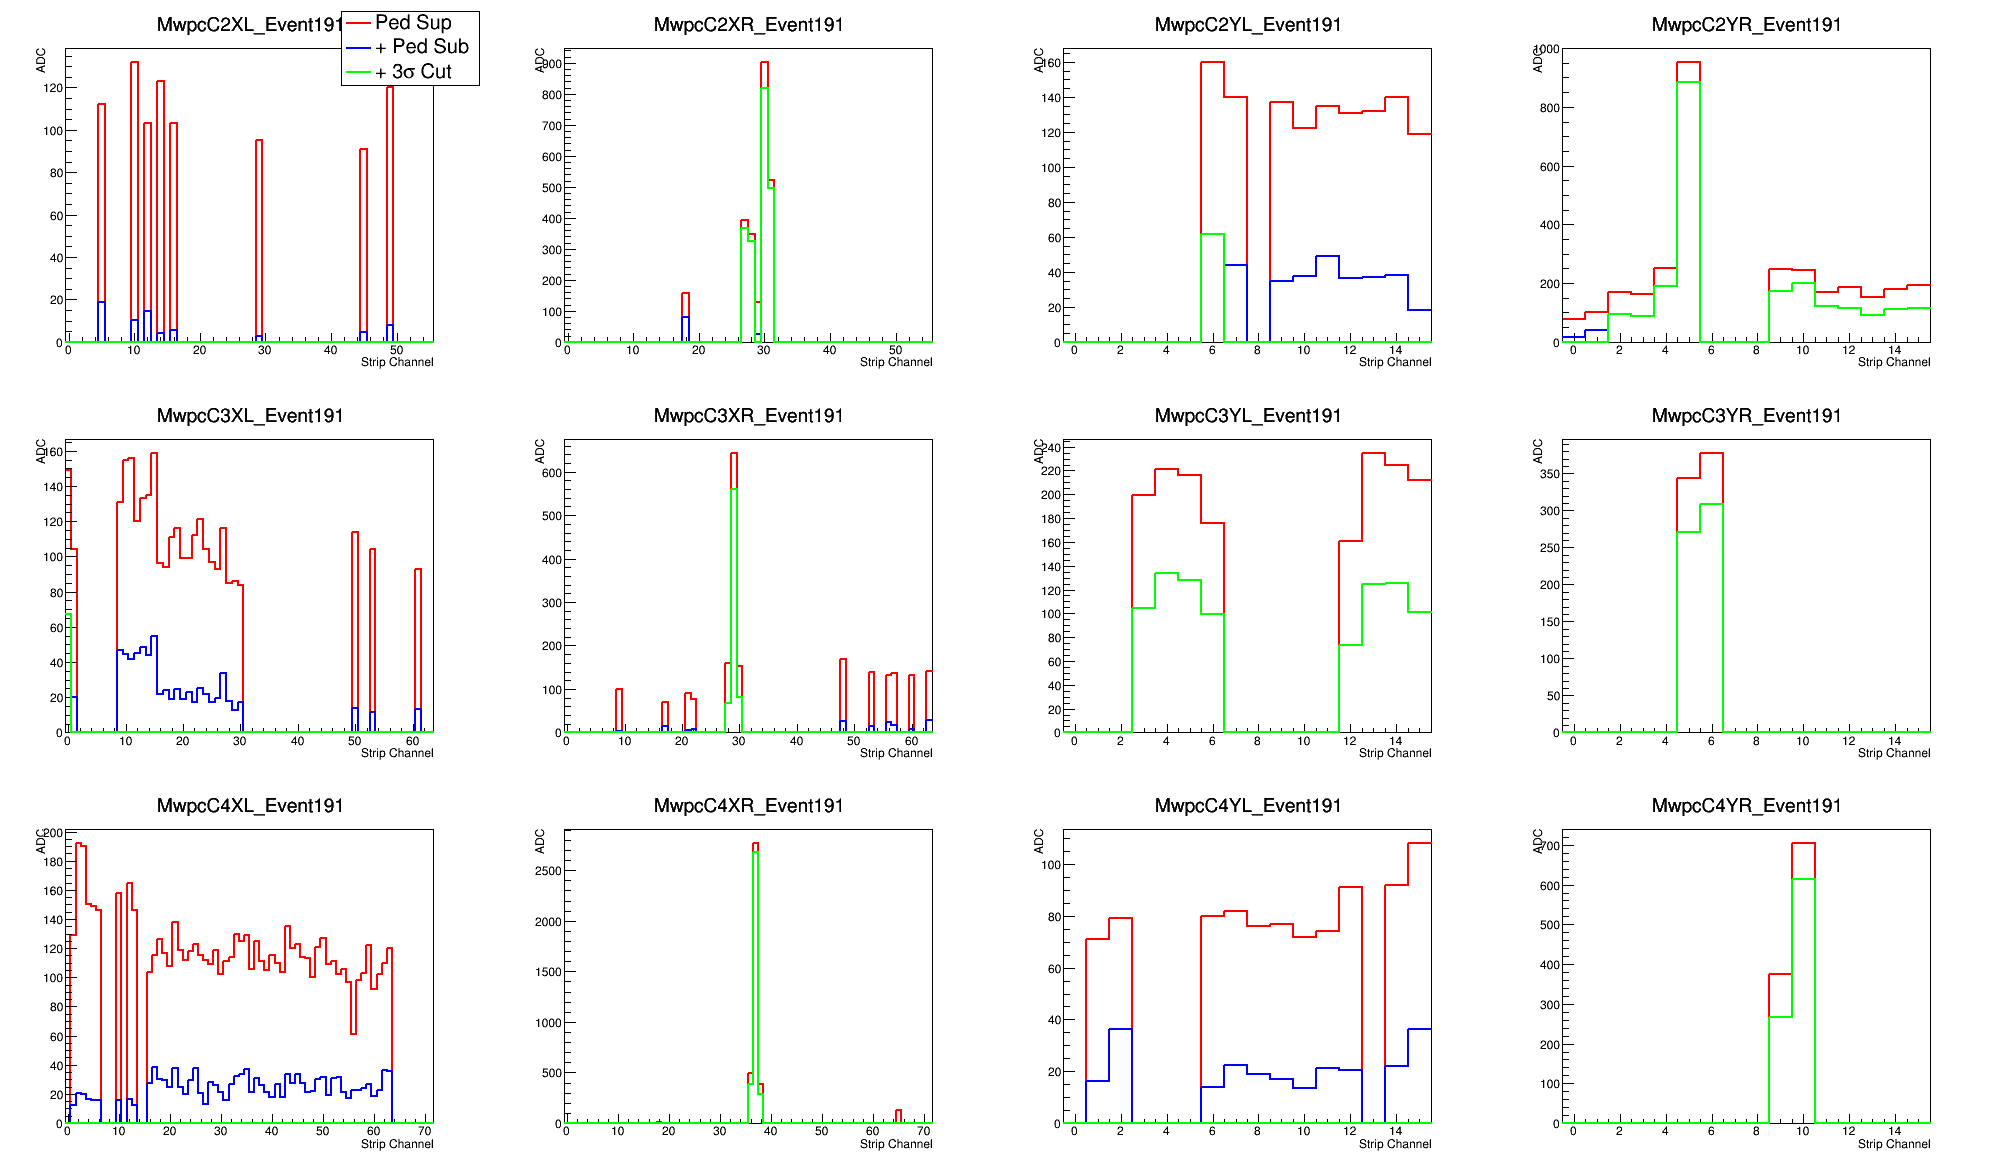 MwpcC2XL_Event191
Ped Sup
+ Ped Sub
+ 3σ Cut
ADC
120
100
80
60
40
20
0
0 10 20 30 40 50
Strip Channel
MwpcC2XR_Event191
ADC
900
800
700
600
500
400
300
200
100
0
0 10 20 30 40 50
Strip Channel
MwpcC2YL_Event191
ADC
160
140
120
100
80
60
40
20
0
0 2 4 6 8 10 12 14
Strip Channel
MwpcC2YR_Event191
ADC
1000
800
600
400
200
0
0 2 4 6 8 10 12 14
Strip Channel
MwpcC3XL_Event191
ADC
160
140
120
100
80
60
40
20
0
0 10 20 30 40 50 60
Strip Channel
MwpcC3XR_Event191
ADC
600
500
400
300
200
100
0
0 10 20 30 40 50 60
Strip Channel
MwpcC3YL_Event191
ADC
240
220
200
180
160
140
120
100
80
60
40
20
0
0 2 4 6 8 10 12 14
Strip Channel
MwpcC3YR_Event191
ADC
350
300
250
200
150
100
50
0
0 2 4 6 8 10 12 14
Strip Channel
MwpcC4XL_Event191
ADC
200
180
160
140
120
100
80
60
40
20
0
0 10 20 30 40 50 60 70
Strip Channel
MwpcC4XR_Event191
ADC
2500
2000
1500
1000
500
0
0 10 20 30 40 50 60 70
Strip Channel
MwpcC4YL_Event191
ADC
100
80
60
40
20
0
0 2 4 6 8 10 12 14
Strip Channel
MwpcC4YR_Event191
ADC
700
600
500
400
300
200
100
0
0 2 4 6 8 10 12 14
Strip Channel